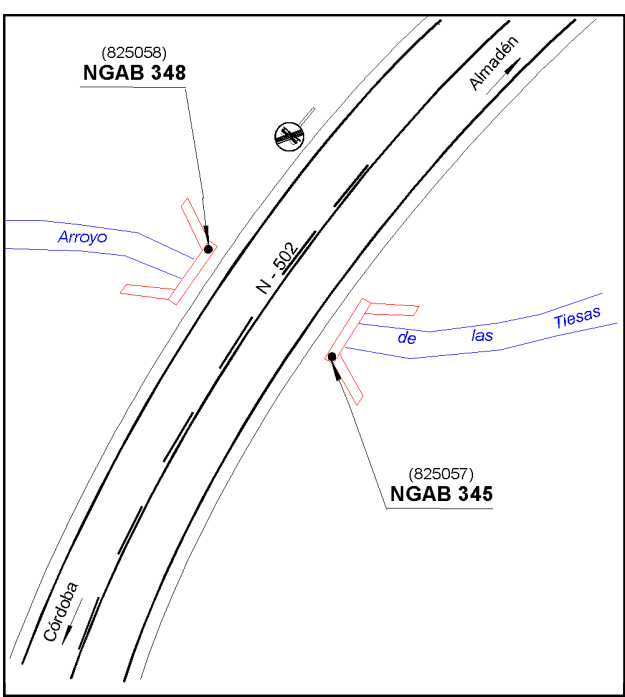 (825058)
NGAB 348
Almadén
Arroyo
N - 502
de las Tiesas
(825057)
NGAB 345
Córdoba